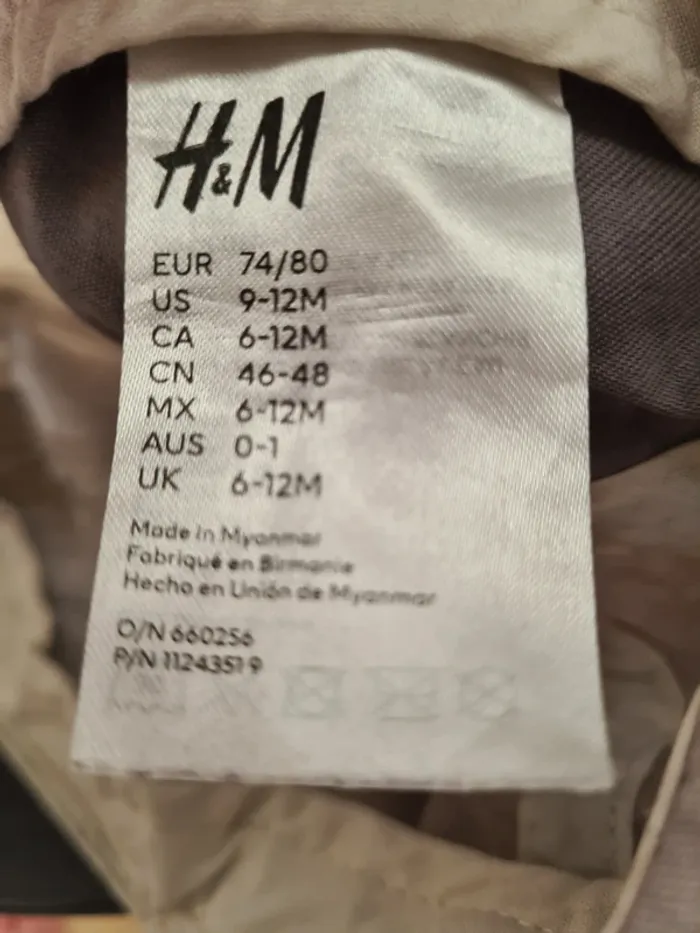 H&M
EUR 74/80
US 9-12M
CA 6-12M
CN 46-48
MX 6-12M
AUS 0-1
UK 6-12M
Made in Myanmar
Fabriqué en Birmanie
Hecho en Unión de Myanmar
O/N 660256
P/N 11243519